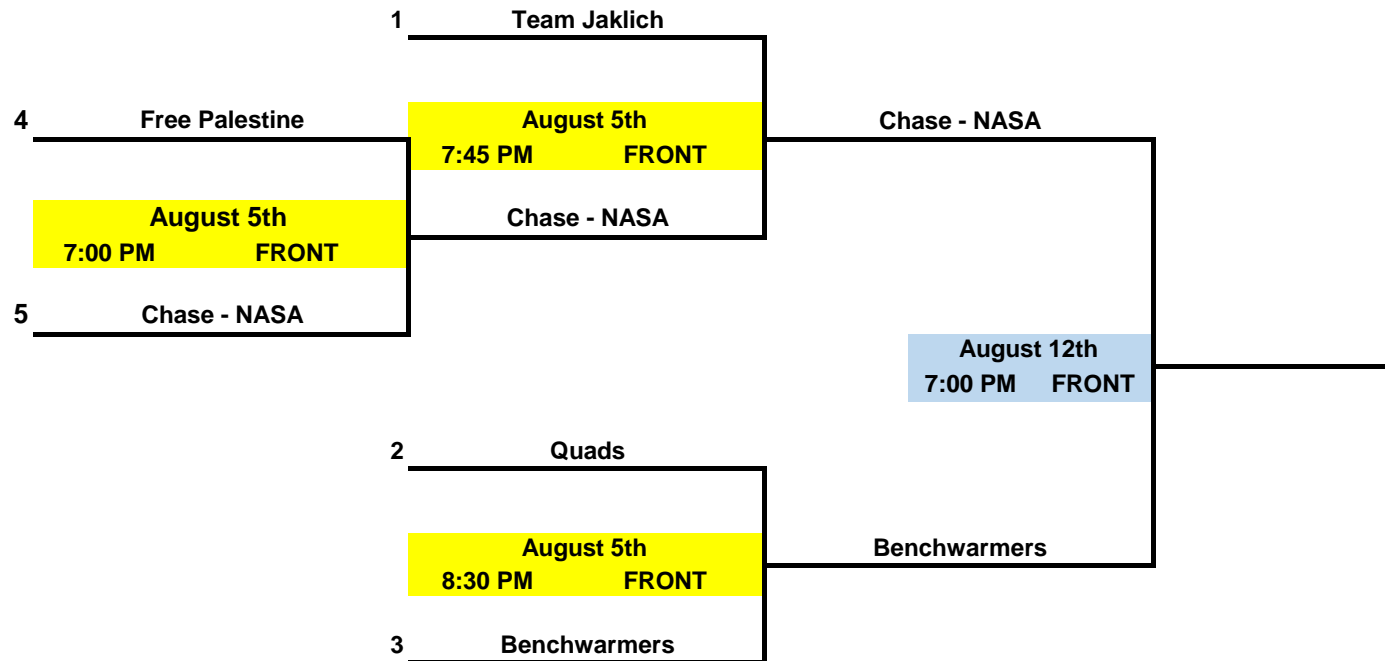 1 Team Jaklich
4 Free Palestine
August 5th
7:45 PM FRONT
Chase - NASA
August 5th
7:00 PM FRONT
Chase - NASA
5 Chase - NASA
August 12th
7:00 PM FRONT
2 Quads
August 5th
8:30 PM FRONT
Benchwarmers
3 Benchwarmers